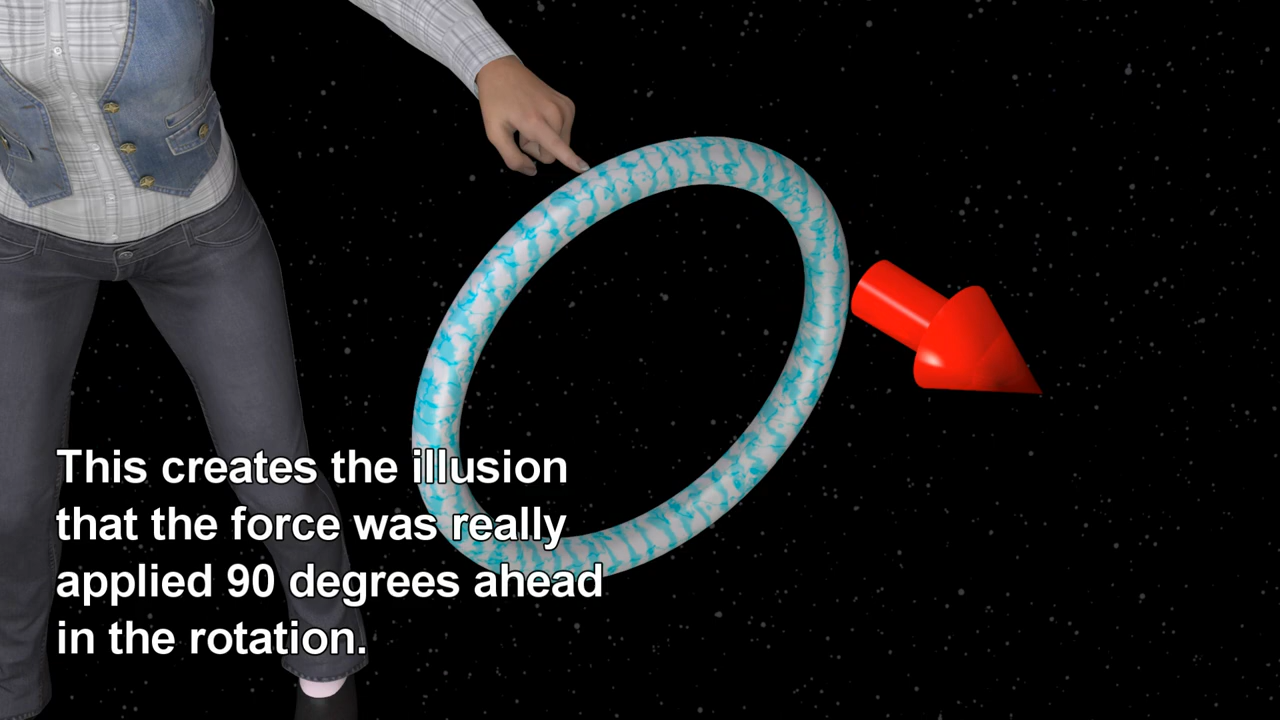 This creates the illusion
that the force was really
applied 90 degrees ahead
in the rotation.